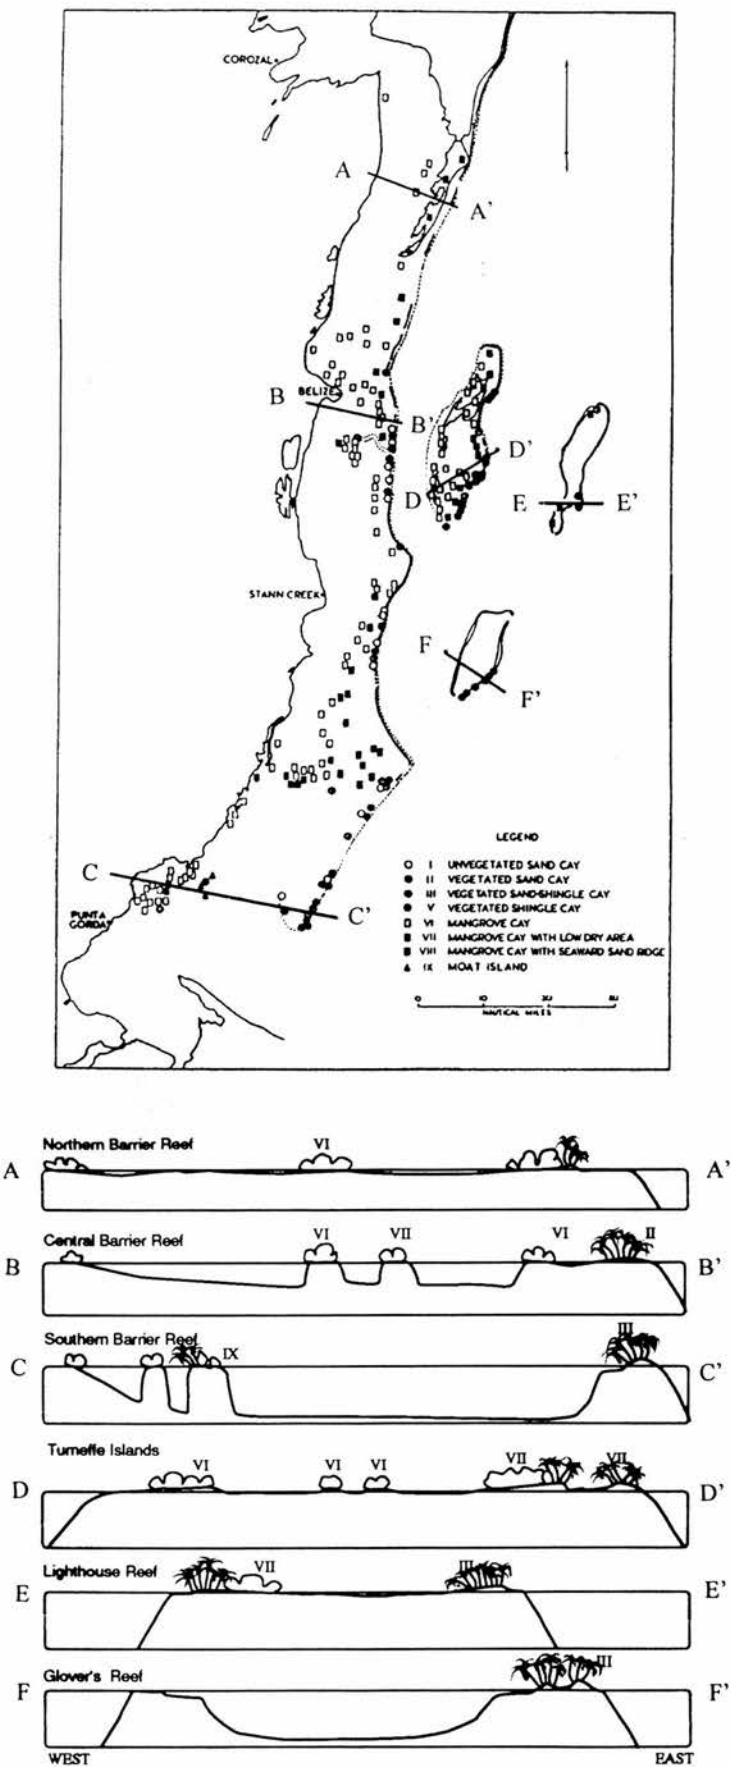 COROZAL
A
A'
BELIZE
B
B'
D'
D
E
E'
STANN CREEK
F
F'
C
C'
PUNTA
GORDA
LEGEND
I UNVEGETATED SAND CAY
II VEGETATED SAND CAY
III VEGETATED SAND-SHINGLE CAY
V VEGETATED SHINGLE CAY
VI MANGROVE CAY
VII MANGROVE CAY WITH LOW DRY AREA
VIII MANGROVE CAY WITH SEAWARD SAND RIDGE
IX MOAT ISLAND
0 10 20 30
NAUTICAL MILES
Northern Barrier Reef
VI
A A'
Central Barrier Reef
VI VII VI II
B B'
Southern Barrier Reef
IX III
C C'
Turneffe Islands
VI VI VI VII VII
D D'
Lighthouse Reef
VII III
E E'
Glover's Reef
III
F F'
WEST EAST